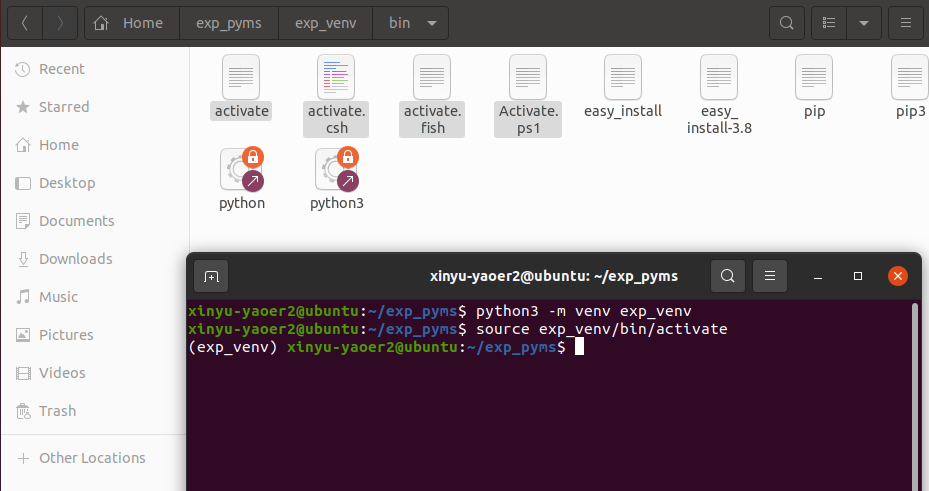 Home exp_pyms exp_venv bin
Recent
Starred
Home
Desktop
Documents
Downloads
Music
Pictures
Videos
Trash
Other Locations
activate
activate.
csh
activate.
fish
Activate.
ps1
easy_install
easy_
install-3.8
pip
pip3
python
python3
xinyu-yaoer2@ubuntu: ~/exp_pyms
xinyu-yaoer2@ubuntu:~/exp_pyms$ python3 -m venv exp_venv
xinyu-yaoer2@ubuntu:~/exp_pyms$ source exp_venv/bin/activate
(exp_venv) xinyu-yaoer2@ubuntu:~/exp_pyms$